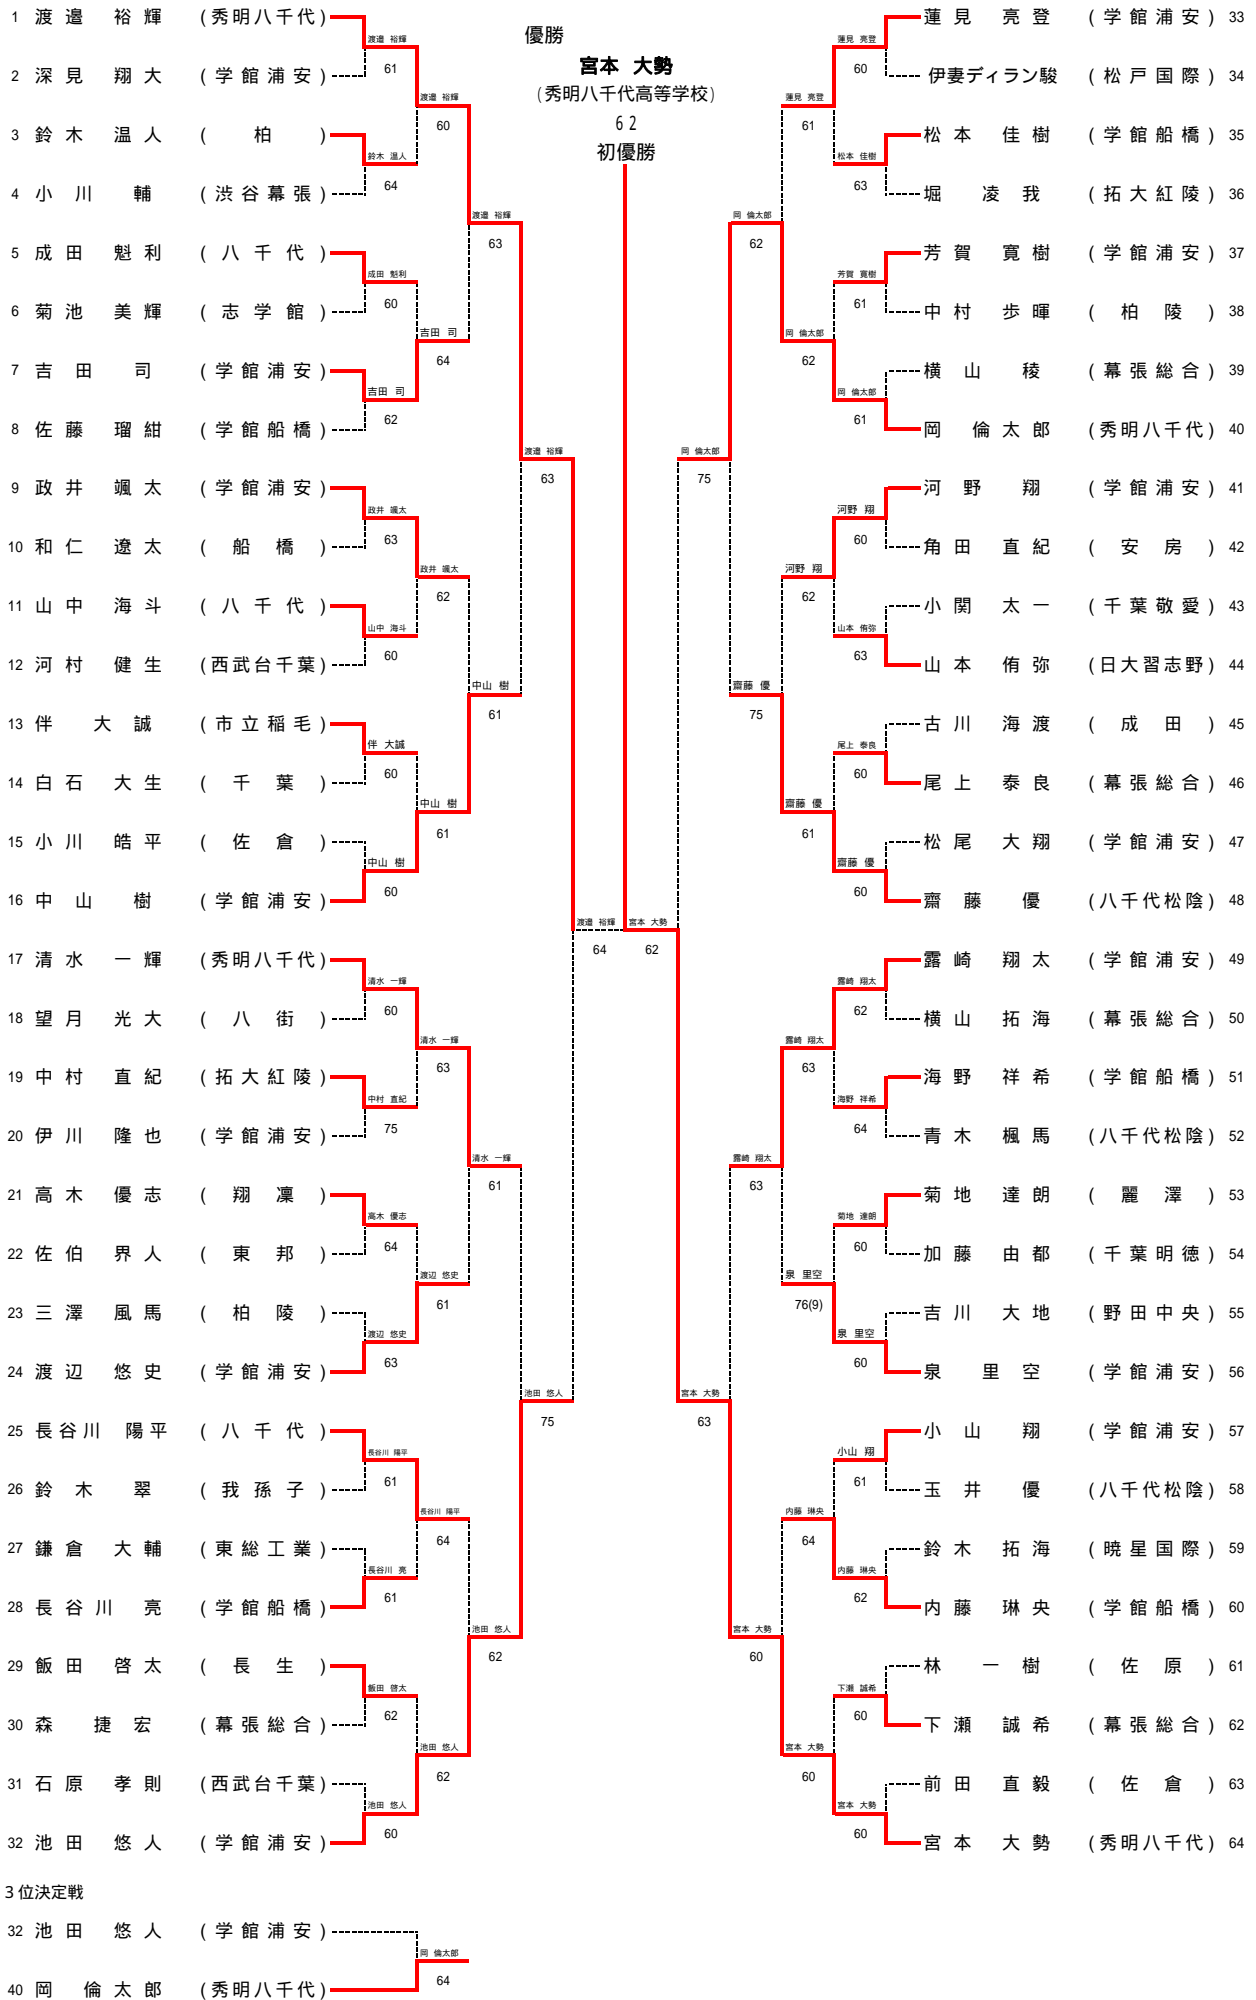 優勝
宮本 大勢
(秀明八千代高等学校)
6 2
初優勝
1 渡邉 裕輝 (秀明八千代)
2 深見 翔大 (学館浦安)
3 鈴木 温人 (柏)
4 小川 輔 (渋谷幕張)
5 成田 魁利 (八千代)
6 菊池 美輝 (志学館)
7 吉田 司 (学館浦安)
8 佐藤 瑠紺 (学館船橋)
9 政井 颯太 (学館浦安)
10 和仁 遼太 (船橋)
11 山中 海斗 (八千代)
12 河村 健生 (西武台千葉)
13 伴 大誠 (市立稲毛)
14 白石 大生 (千葉)
15 小川 皓平 (佐倉)
16 中山 樹 (学館浦安)
17 清水 一輝 (秀明八千代)
18 望月 光大 (八街)
19 中村 直紀 (拓大紅陵)
20 伊川 隆也 (学館浦安)
21 高木 優志 (翔凜)
22 佐伯 界人 (東邦)
23 三澤 風馬 (柏陵)
24 渡辺 悠史 (学館浦安)
25 長谷川 陽平 (八千代)
26 鈴木 翠 (我孫子)
27 鎌倉 大輔 (東総工業)
28 長谷川 亮 (学館船橋)
29 飯田 啓太 (長生)
30 森 捷宏 (幕張総合)
31 石原 孝則 (西武台千葉)
32 池田 悠人 (学館浦安)
渡邉 裕輝
61
鈴木 温人
64
成田 魁利
60
吉田 司
62
政井 颯太
63
山中 海斗
60
伴 大誠
60
中山 樹
60
清水 一輝
60
中村 直紀
75
高木 優志
64
渡辺 悠史
63
長谷川 陽平
61
長谷川 亮
61
飯田 啓太
62
池田 悠人
60
渡邉 裕輝
60
吉田 司
64
政井 颯太
62
中山 樹
61
清水 一輝
63
渡辺 悠史
61
長谷川 陽平
64
池田 悠人
62
渡邉 裕輝
63
中山 樹
61
清水 一輝
61
池田 悠人
62
渡邉 裕輝
63
池田 悠人
75
渡邉 裕輝
64
宮本 大勢
62
岡 倫太郎
75
宮本 大勢
63
岡 倫太郎
62
齋藤 優
75
露崎 翔太
63
宮本 大勢
60
蓮見 亮登
61
岡 倫太郎
62
河野 翔
62
齋藤 優
61
露崎 翔太
63
泉 里空
76(9)
内藤 琳央
64
宮本 大勢
60
蓮見 亮登
60
松本 佳樹
63
芳賀 寛樹
61
岡 倫太郎
61
河野 翔
60
山本 侑弥
63
尾上 泰良
60
齋藤 優
60
露崎 翔太
62
海野 祥希
64
菊地 達朗
60
泉 里空
60
小山 翔
61
内藤 琳央
62
下瀬 誠希
60
宮本 大勢
60
蓮見 亮登 (学館浦安) 33
伊妻ディラン駿 (松戸国際) 34
松本 佳樹 (学館船橋) 35
堀 凌我 (拓大紅陵) 36
芳賀 寛樹 (学館浦安) 37
中村 歩暉 (柏陵) 38
横山 稜 (幕張総合) 39
岡 倫太郎 (秀明八千代) 40
河野 翔 (学館浦安) 41
角田 直紀 (安房) 42
小関 太一 (千葉敬愛) 43
山本 侑弥 (日大習志野) 44
古川 海渡 (成田) 45
尾上 泰良 (幕張総合) 46
松尾 大翔 (学館浦安) 47
齋藤 優 (八千代松陰) 48
露崎 翔太 (学館浦安) 49
横山 拓海 (幕張総合) 50
海野 祥希 (学館船橋) 51
青木 楓馬 (八千代松陰) 52
菊地 達朗 (麗澤) 53
加藤 由都 (千葉明徳) 54
吉川 大地 (野田中央) 55
泉 里空 (学館浦安) 56
小山 翔 (学館浦安) 57
玉井 優 (八千代松陰) 58
鈴木 拓海 (暁星国際) 59
内藤 琳央 (学館船橋) 60
林 一樹 (佐原) 61
下瀬 誠希 (幕張総合) 62
前田 直毅 (佐倉) 63
宮本 大勢 (秀明八千代) 64
3位決定戦
32 池田 悠人 (学館浦安)
40 岡 倫太郎 (秀明八千代)
岡 倫太郎
64